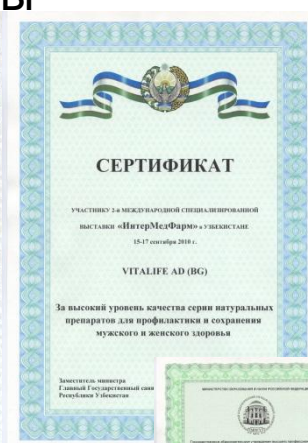 СЕРТИФИКАТ
УЧАСТНИКУ 2-й МЕЖДУНАРОДНОЙ СПЕЦИАЛИЗИРОВАННОЙ
ВЫСТАВКИ «ИнтерМедФарм» в УЗБЕКИСТАНЕ
15-17 сентября 2010 г.
VITALIFE AD (BG)
За высокий уровень качества серии натуральных
препаратов для профилактики и сохранения
мужского и женского здоровья
Заместитель министра
Главный Государственный сани
Республики Узбекистан